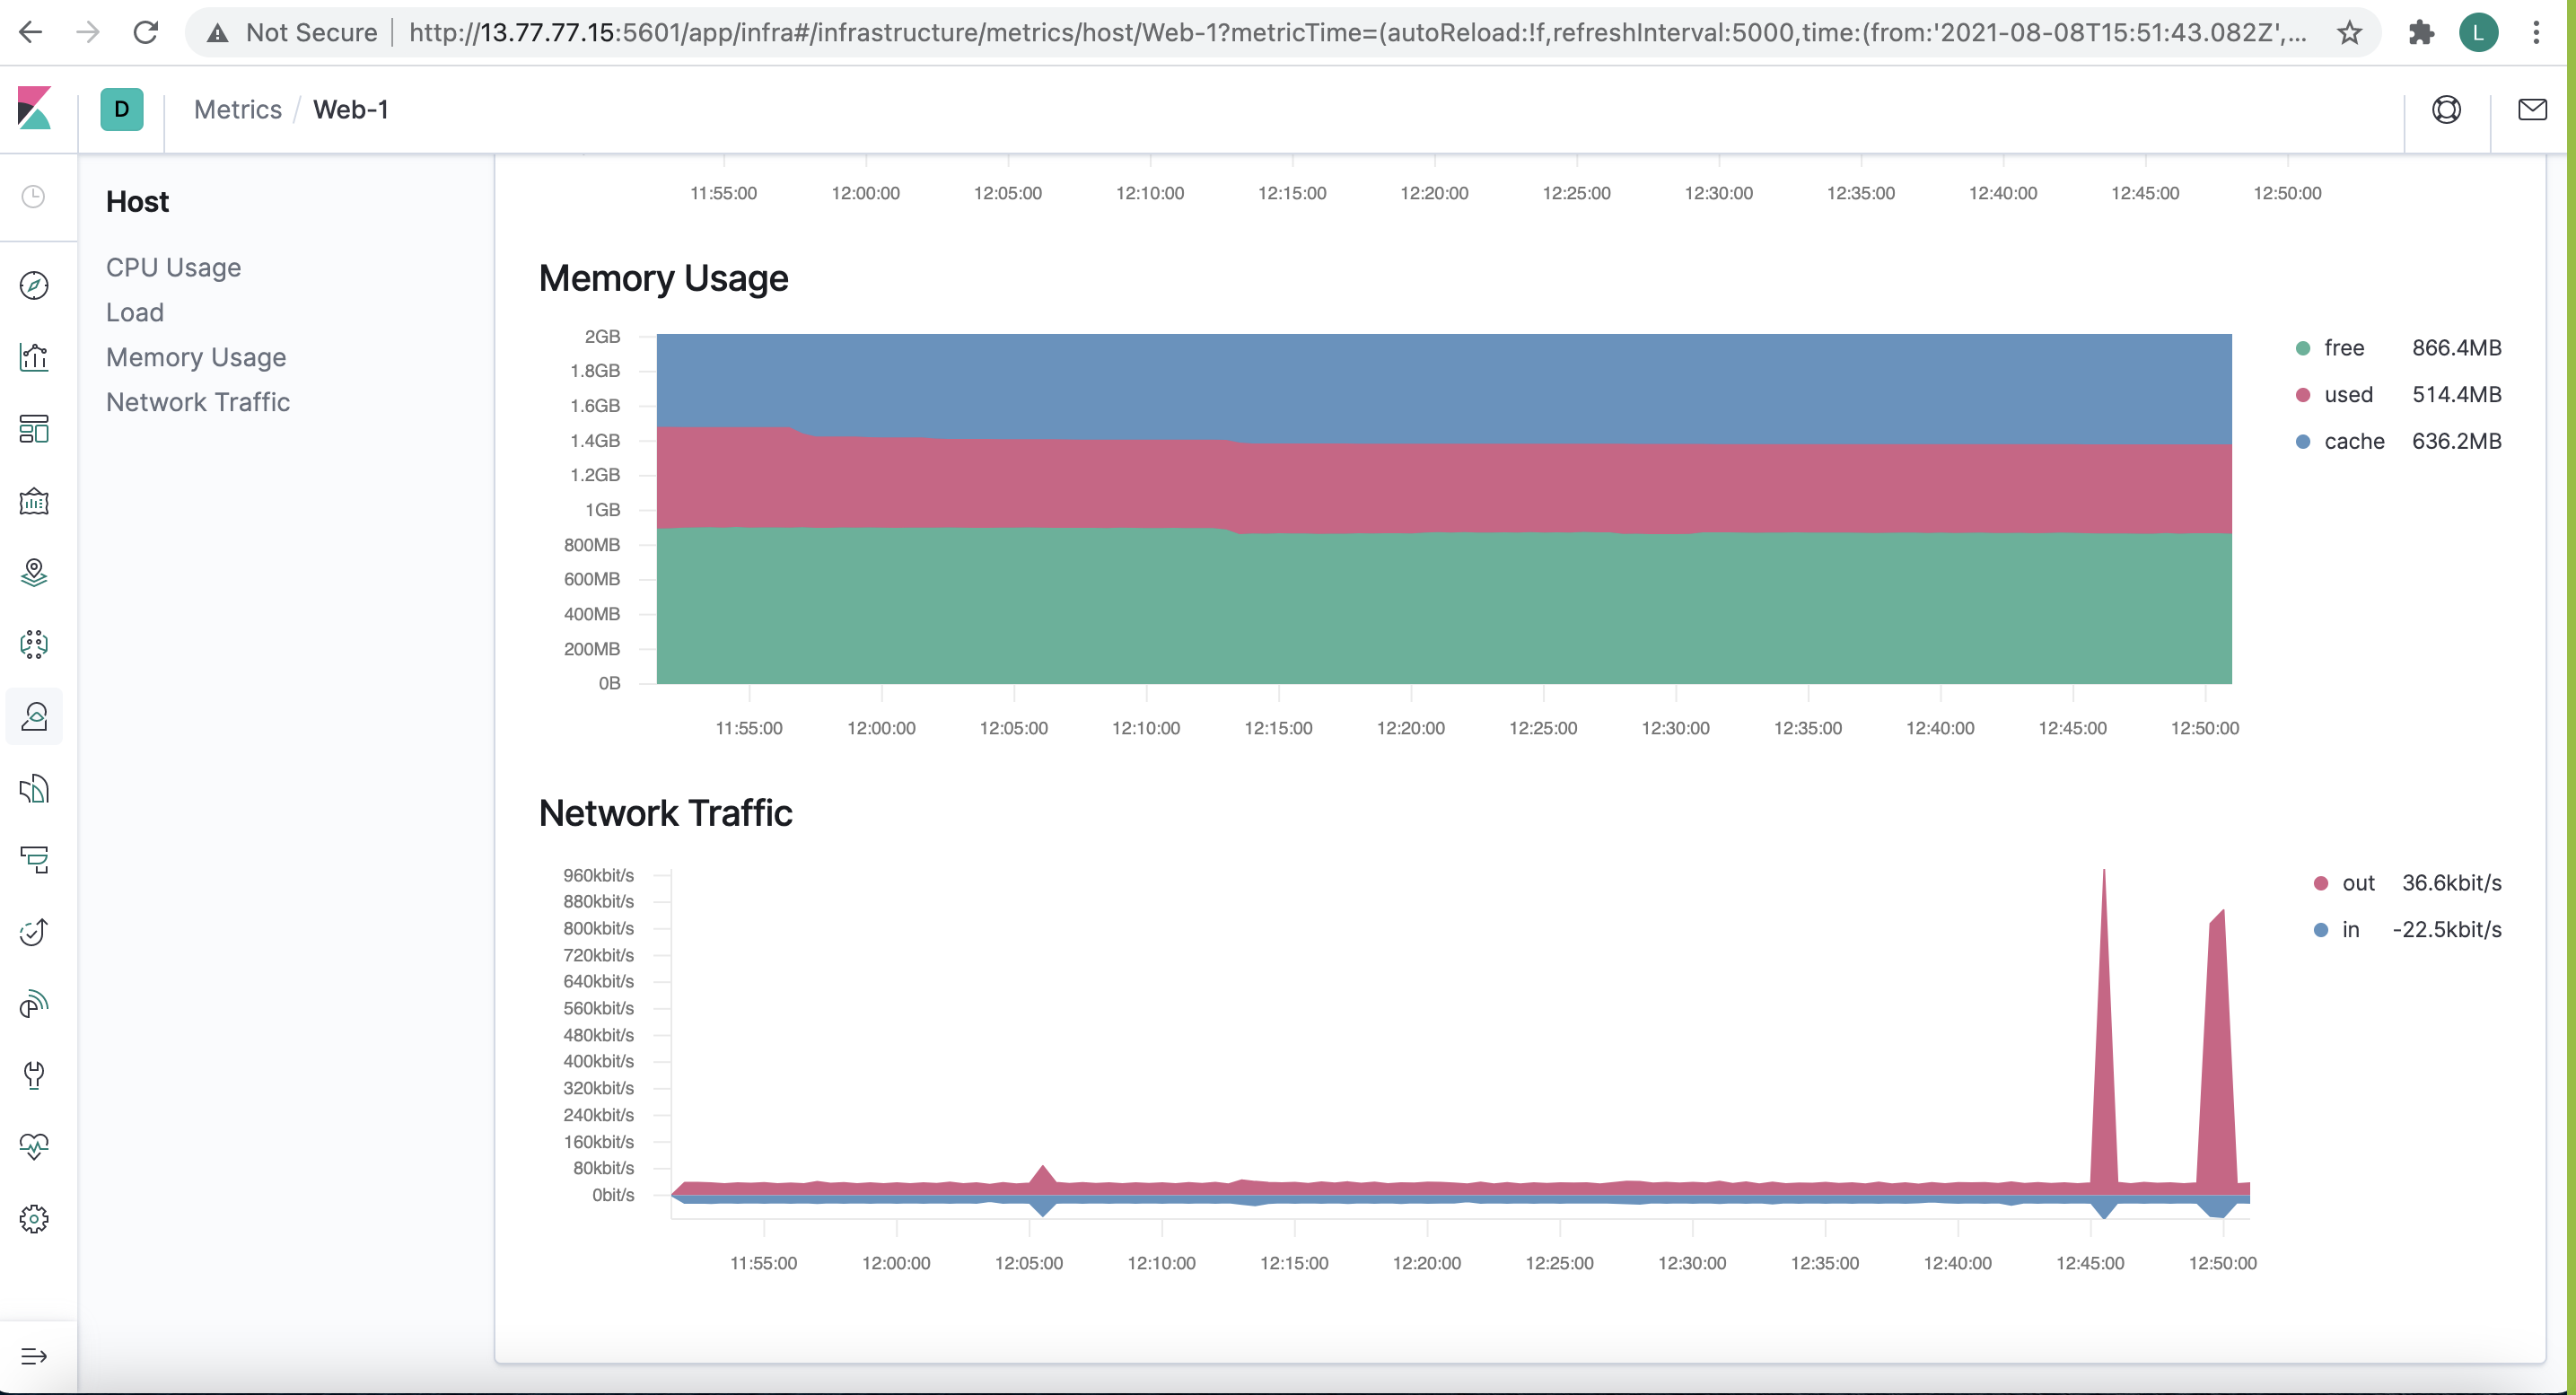 Not Secure | http://13.77.77.15:5601/app/infra#/infrastructure/metrics/host/Web-1?metricTime=(autoReload:!f,refreshInterval:5000,time:(from:'2021-08-08T15:51:43.082Z',... L
D Metrics / Web-1
Host
CPU Usage
Load
Memory Usage
Network Traffic
11:55:00 12:00:00 12:05:00 12:10:00 12:15:00 12:20:00 12:25:00 12:30:00 12:35:00 12:40:00 12:45:00 12:50:00
Memory Usage
2GB
1.8GB
1.6GB
1.4GB
1.2GB
1GB
800MB
600MB
400MB
200MB
0B
11:55:00 12:00:00 12:05:00 12:10:00 12:15:00 12:20:00 12:25:00 12:30:00 12:35:00 12:40:00 12:45:00 12:50:00
free 866.4MB
used 514.4MB
cache 636.2MB
Network Traffic
960kbit/s
880kbit/s
800kbit/s
720kbit/s
640kbit/s
560kbit/s
480kbit/s
400kbit/s
320kbit/s
240kbit/s
160kbit/s
80kbit/s
0bit/s
11:55:00 12:00:00 12:05:00 12:10:00 12:15:00 12:20:00 12:25:00 12:30:00 12:35:00 12:40:00 12:45:00 12:50:00
out 36.6kbit/s
in -22.5kbit/s